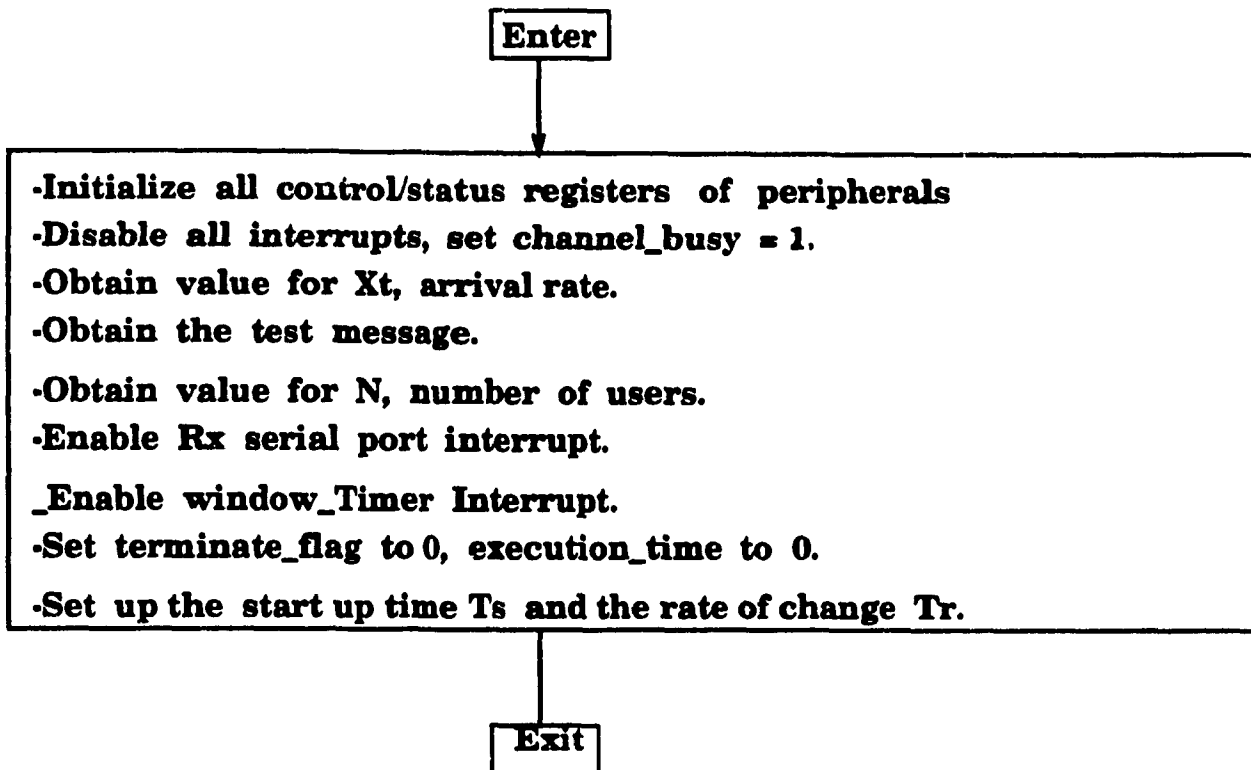 Enter
-Initialize all control/status registers of peripherals
-Disable all interrupts, set channel_busy = 1.
-Obtain value for Xt, arrival rate.
-Obtain the test message.
-Obtain value for N, number of users.
-Enable Rx serial port interrupt.
_Enable window_Timer Interrupt.
-Set terminate_flag to 0, execution_time to 0.
-Set up the start up time Ts and the rate of change Tr.
Exit